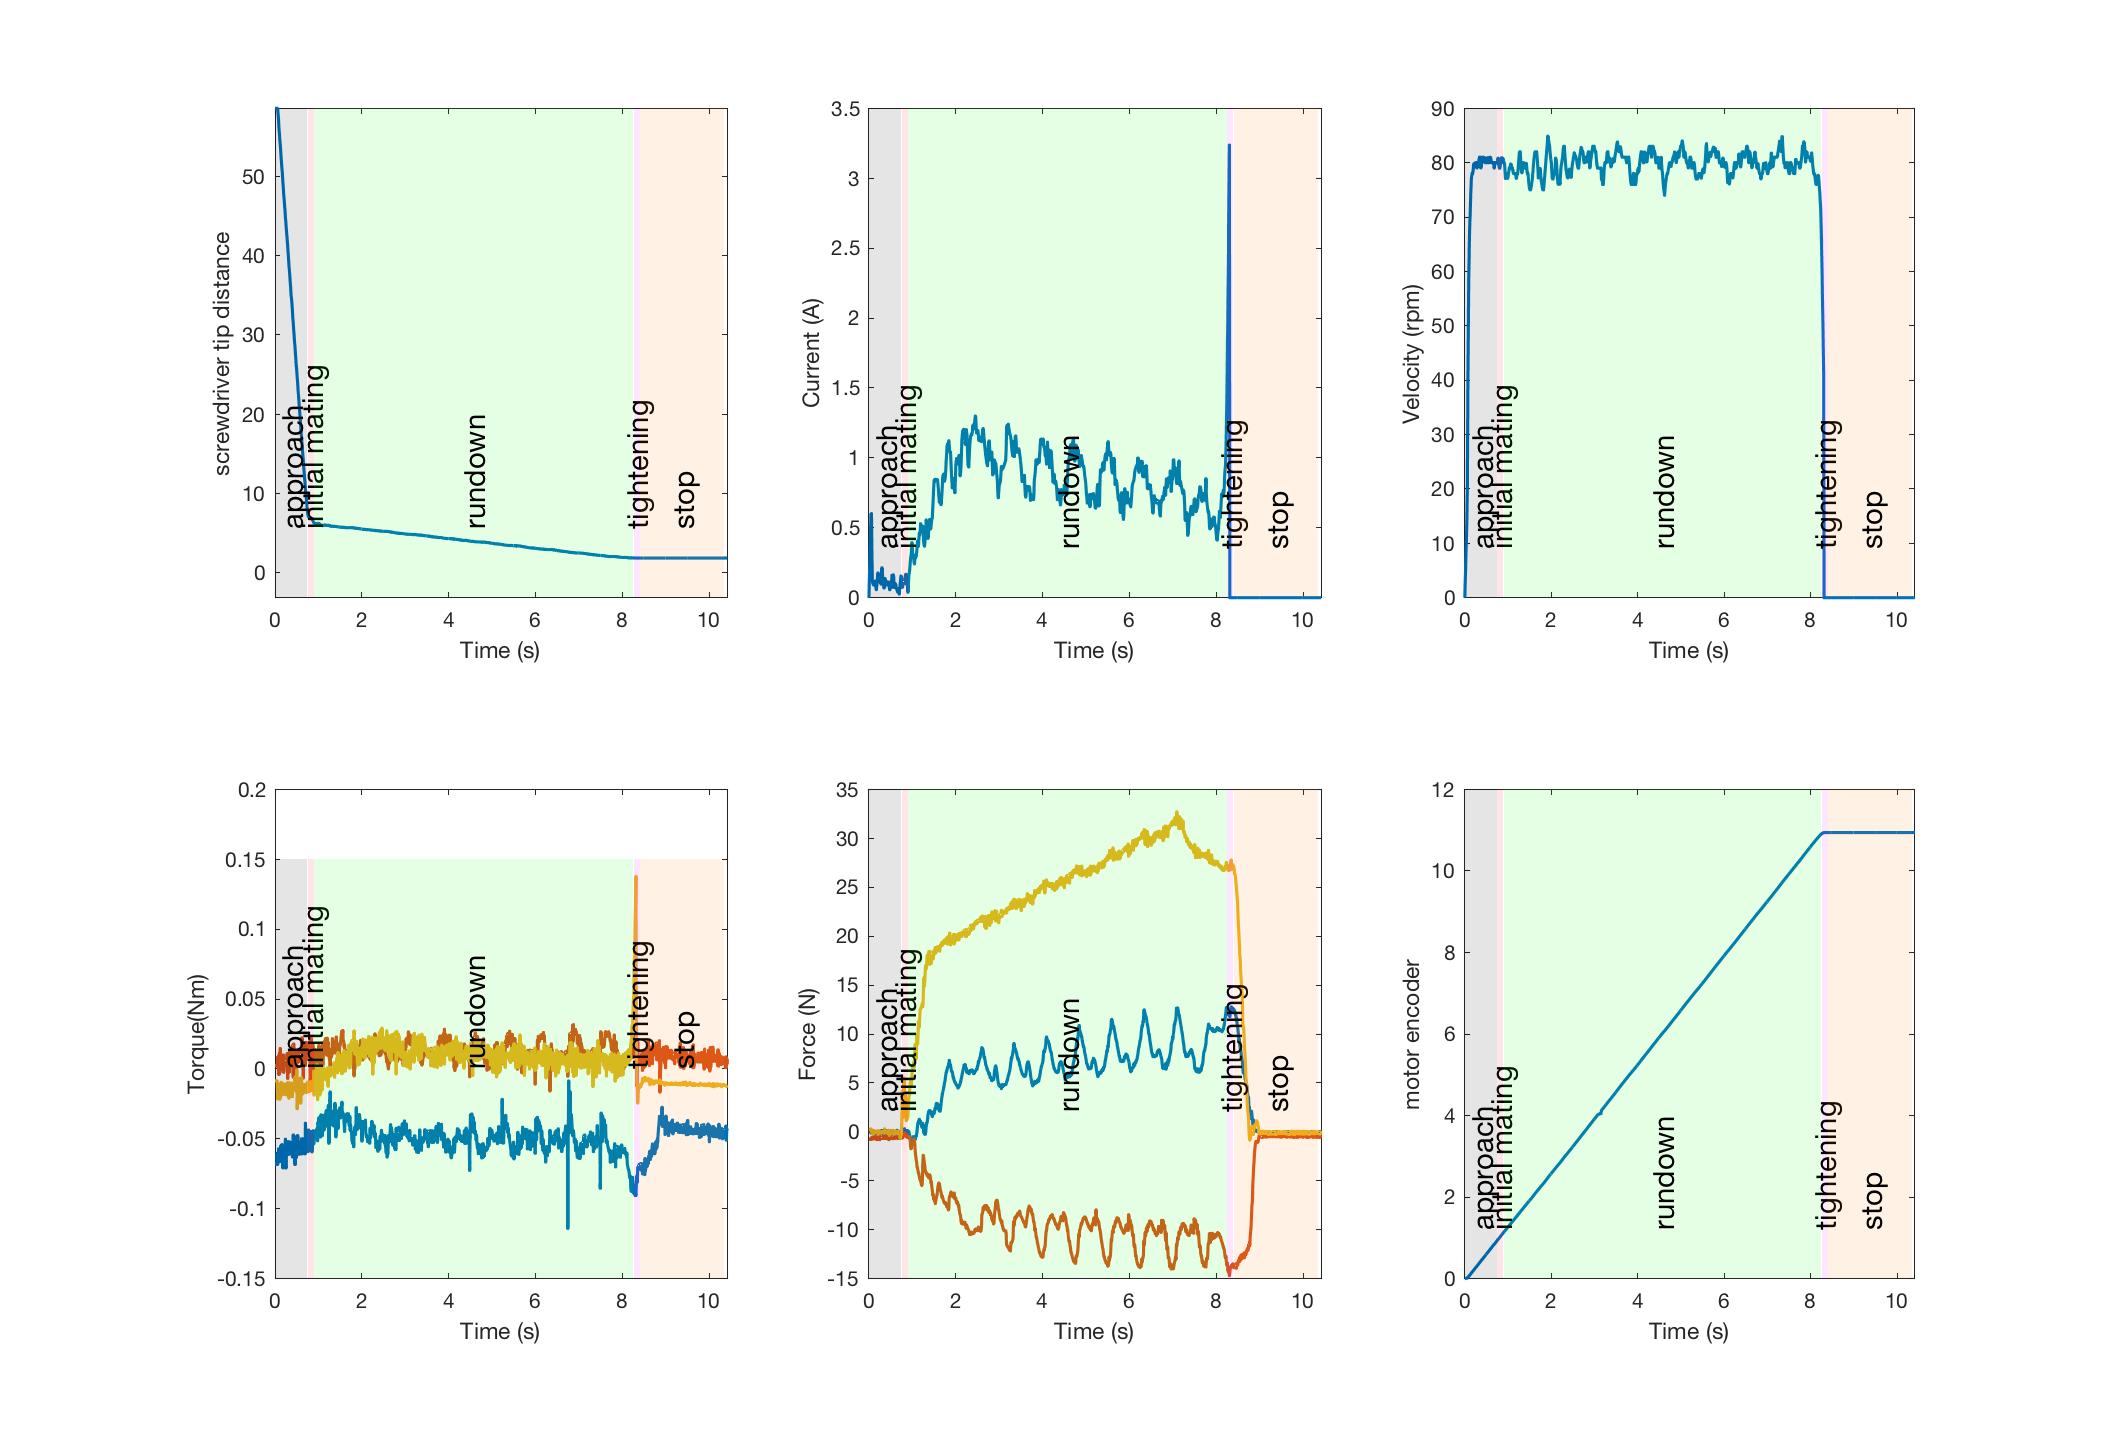 screwdriver tip distance
50
40
30
20
10
0
approach
initial mating
rundown
tightening
stop
0 2 4 6 8 10
Time (s)
Current (A)
3.5
3
2.5
2
1.5
1
0.5
0
approach
initial mating
rundown
tightening
stop
0 2 4 6 8 10
Time (s)
Velocity (rpm)
90
80
70
60
50
40
30
20
10
0
approach
initial mating
rundown
tightening
stop
0 2 4 6 8 10
Time (s)
Torque(Nm)
0.2
0.15
0.1
0.05
0
-0.05
-0.1
-0.15
approach
initial mating
rundown
tightening
stop
0 2 4 6 8 10
Time (s)
Force (N)
35
30
25
20
15
10
5
0
-5
-10
-15
approach
initial mating
rundown
tightening
stop
0 2 4 6 8 10
Time (s)
motor encoder
12
10
8
6
4
2
0
approach
initial mating
rundown
tightening
stop
0 2 4 6 8 10
Time (s)